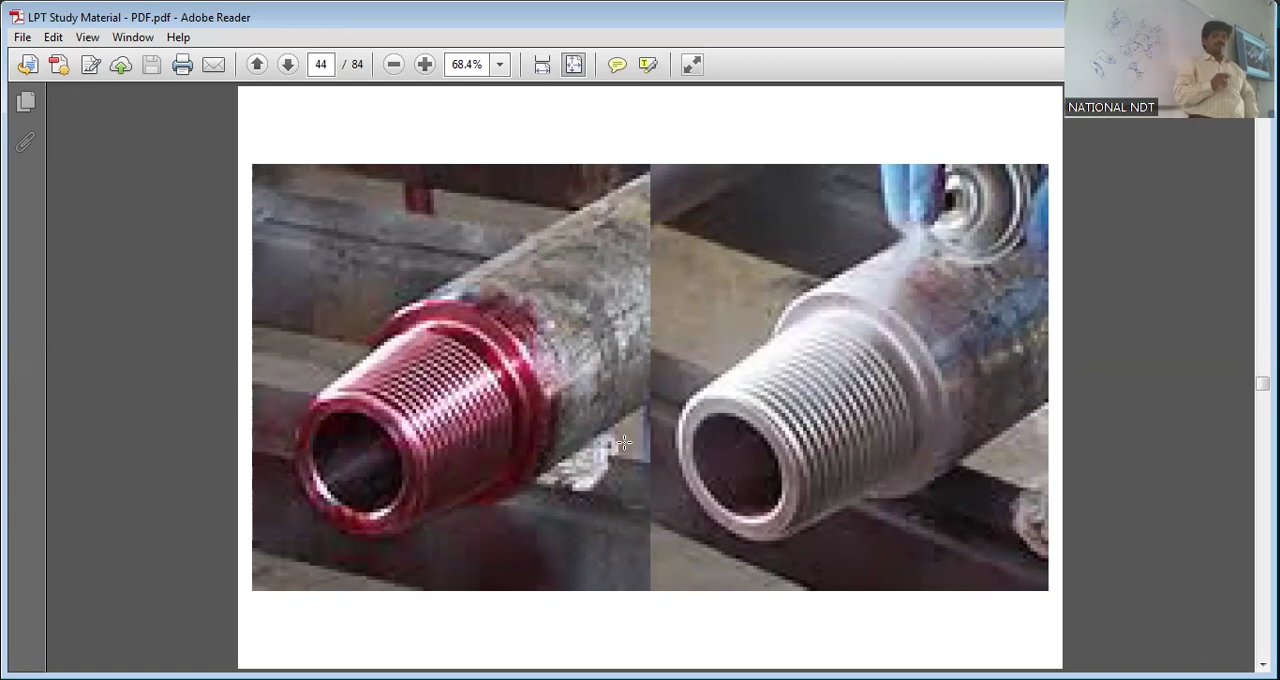 LPT Study Material - PDF.pdf - Adobe Reader
File Edit View Window Help
44 / 84 68.4%
NATIONAL NDT